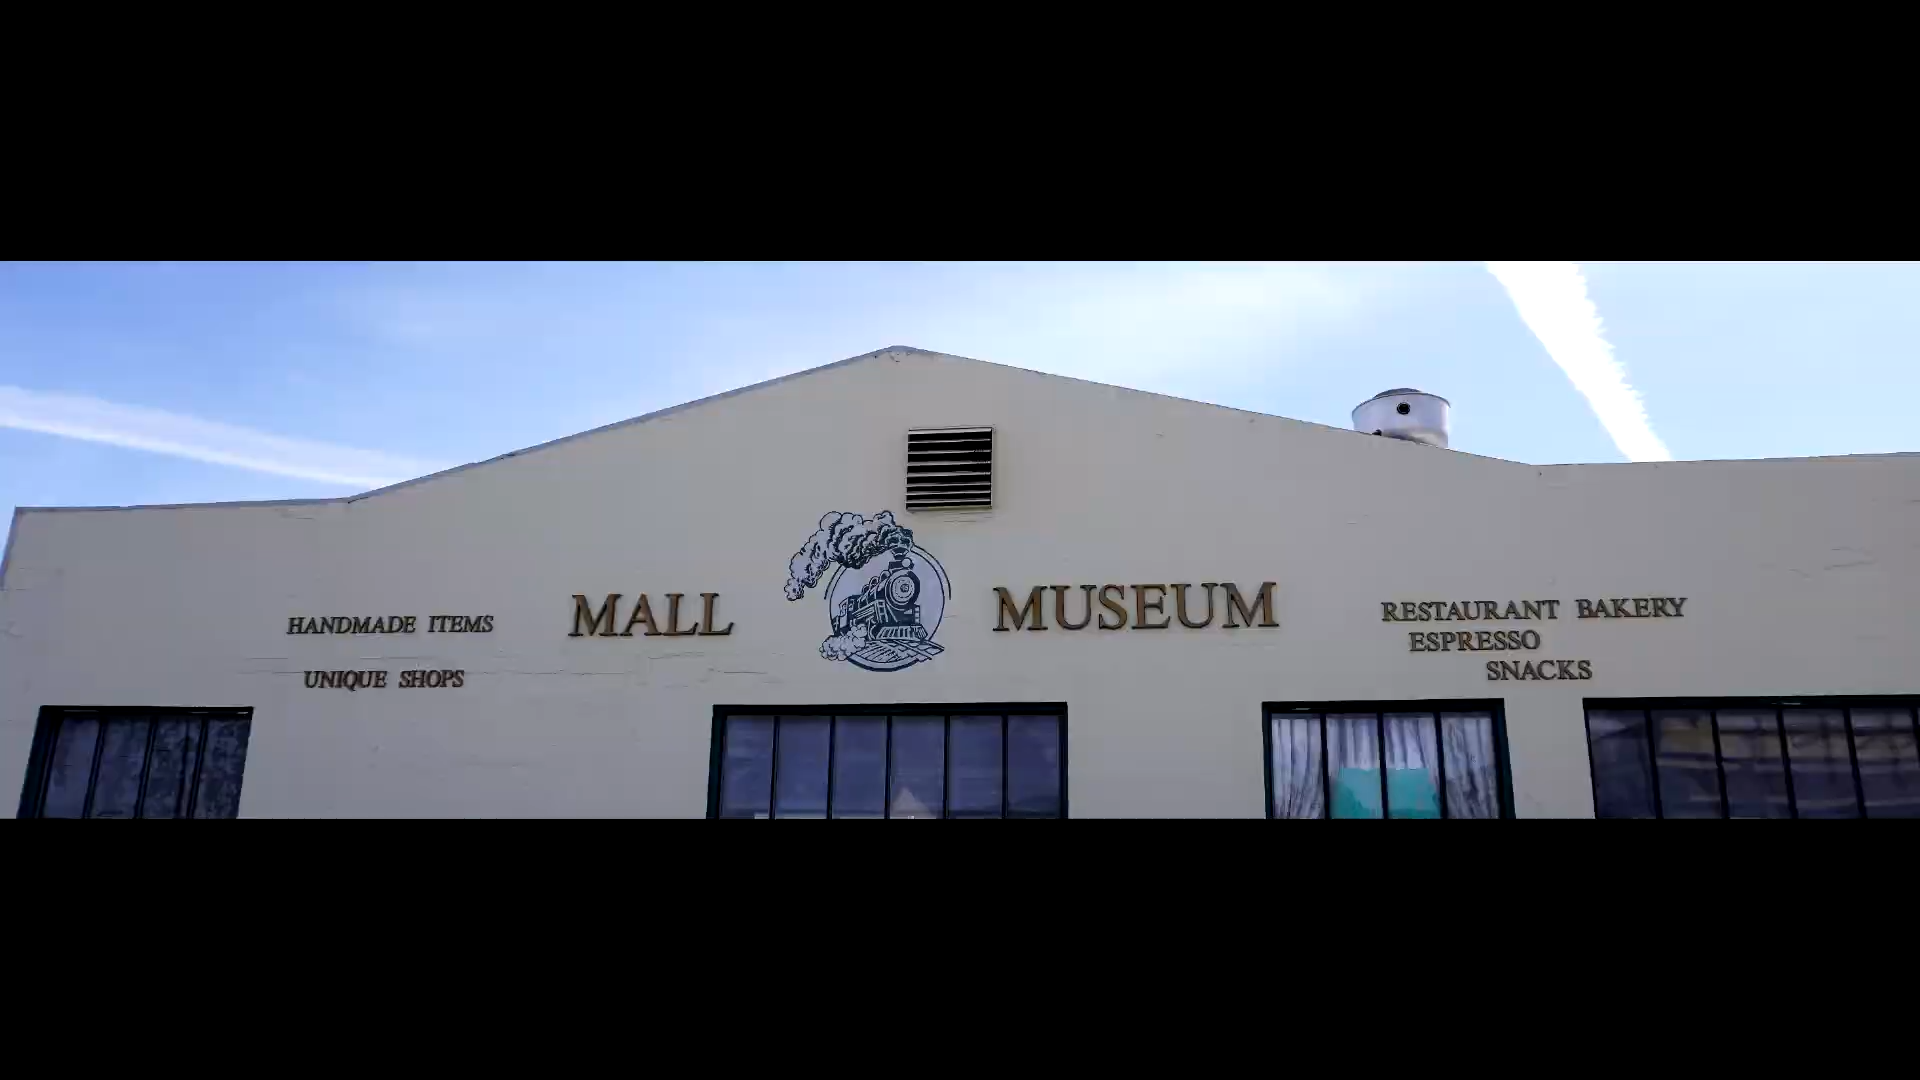 HANDMADE ITEMS
UNIQUE SHOPS
MALL MUSEUM
RESTAURANT BAKERY
ESPRESSO
SNACKS